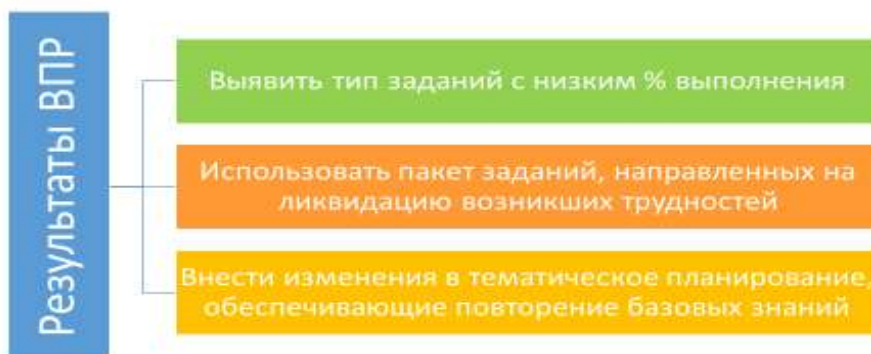 Результаты ВПР
Выявить тип заданий с низким % выполнения
Использовать пакет заданий, направленных на
ликвидацию возникших трудностей
Внести изменения в тематическое планирование,
обеспечивающие повторение базовых знаний